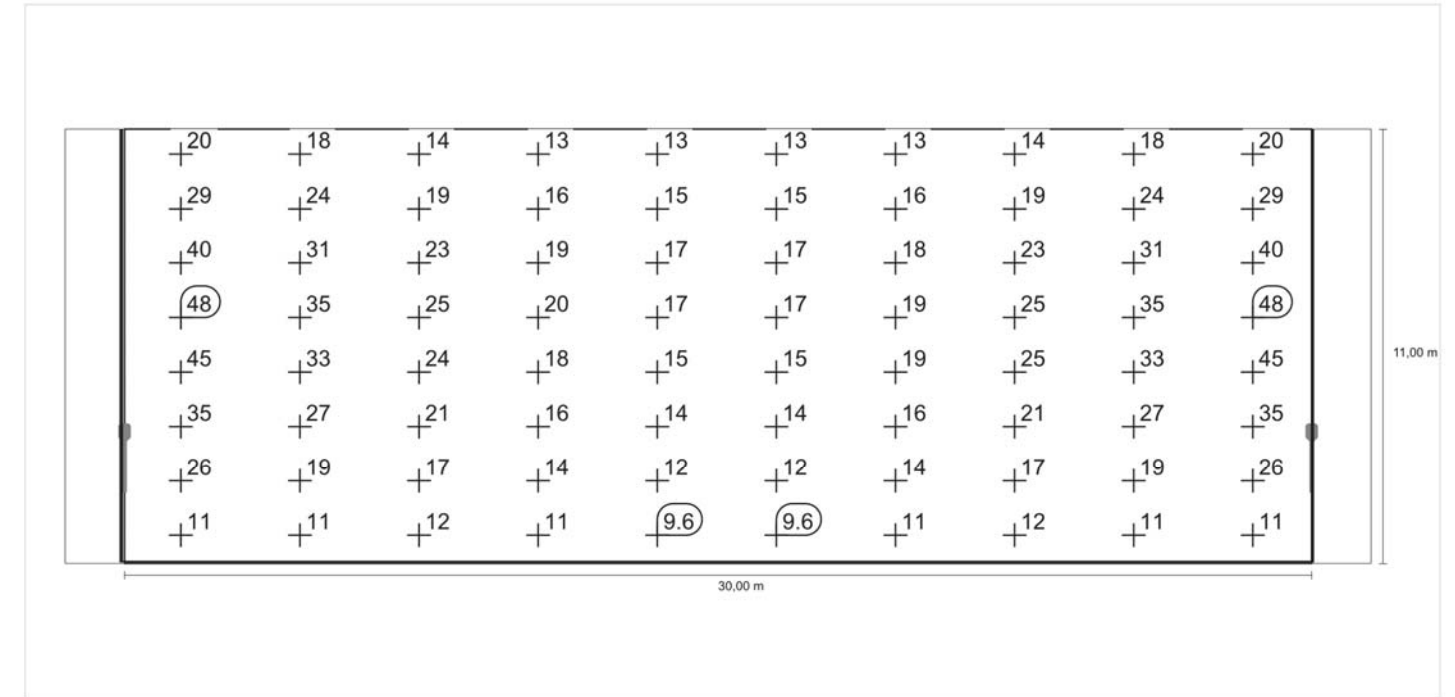 20 18 14 13 13 13 13 14 18 20
29 24 19 16 15 15 16 19 24 29
40 31 23 19 17 17 18 23 31 40
48 35 25 20 17 17 19 25 35 48
11,00 m
45 33 24 18 15 15 19 25 33 45
35 27 21 16 14 14 16 21 27 35
26 19 17 14 12 12 14 17 19 26
11 11 12 11 9.6 9.6 11 12 11 11
30,00 m